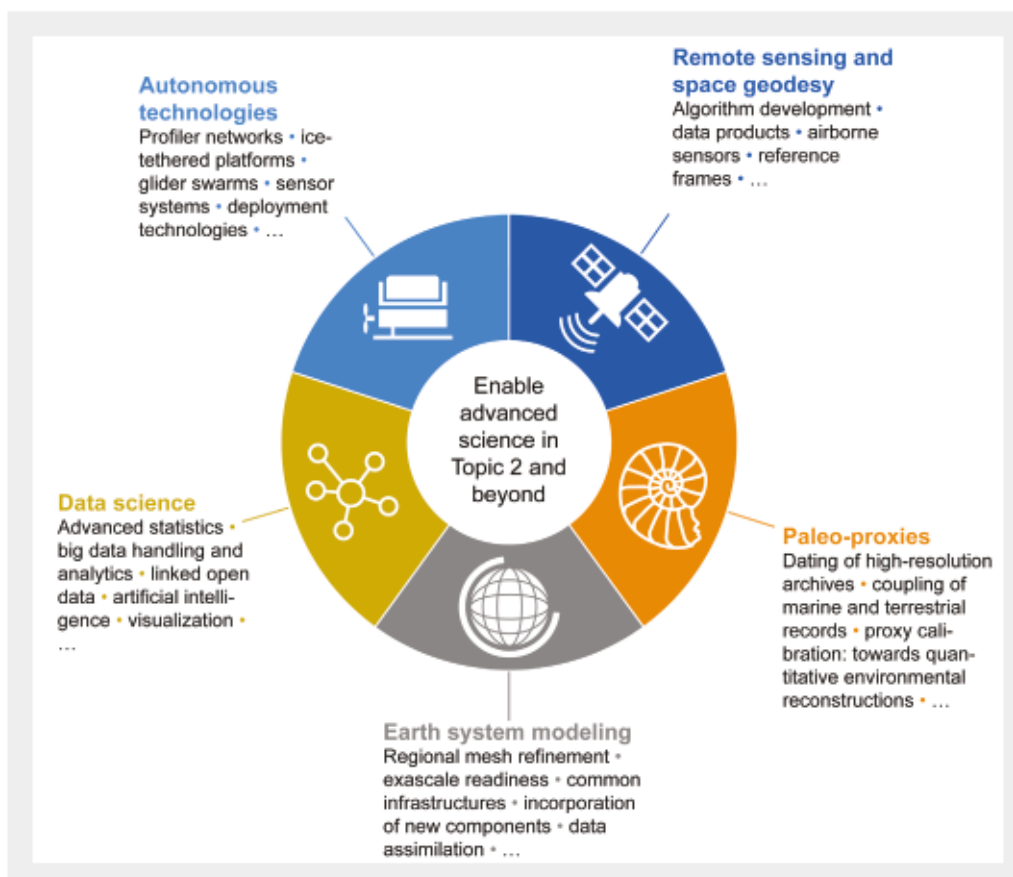 Autonomous
technologies
Profiler networks • ice-
tethered platforms •
glider swarms • sensor
systems • deployment
technologies • …
Remote sensing and
space geodesy
Algorithm development •
data products • airborne
sensors • reference
frames • …
Enable
advanced
science in
Topic 2 and
beyond
Data science
Advanced statistics •
big data handling and
analytics • linked open
data • artificial intelli-
gence • visualization •
…
Paleo-proxies
Dating of high-resolution
archives • coupling of
marine and terrestrial
records • proxy cali-
bration: towards quan-
titative environmental
reconstructions • …
Earth system modeling
Regional mesh refinement •
exascale readiness • common
infrastructures • incorporation
of new components • data
assimilation • …